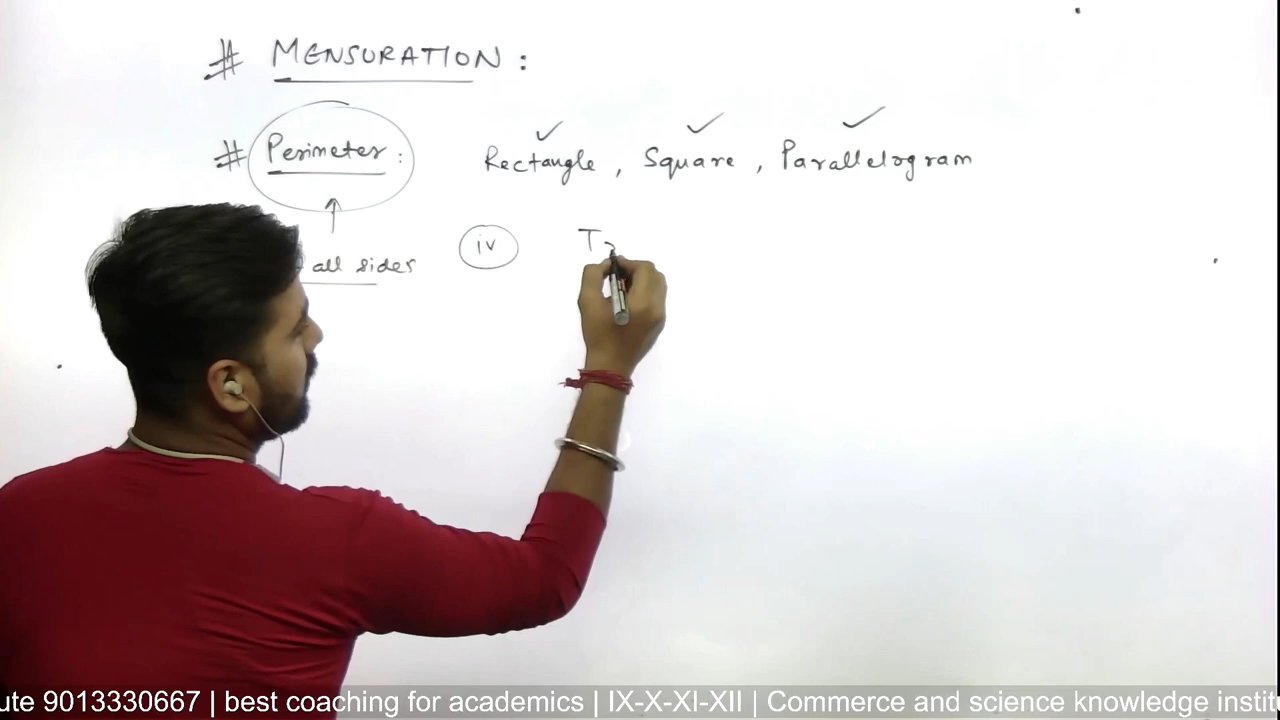 # MENSURATION :
# Perimeter : Rectangle , Square , Parallelogram
all sides
iv T
ute 9013330667 | best coaching for academics | IX-X-XI-XII | Commerce and science knowledge instit